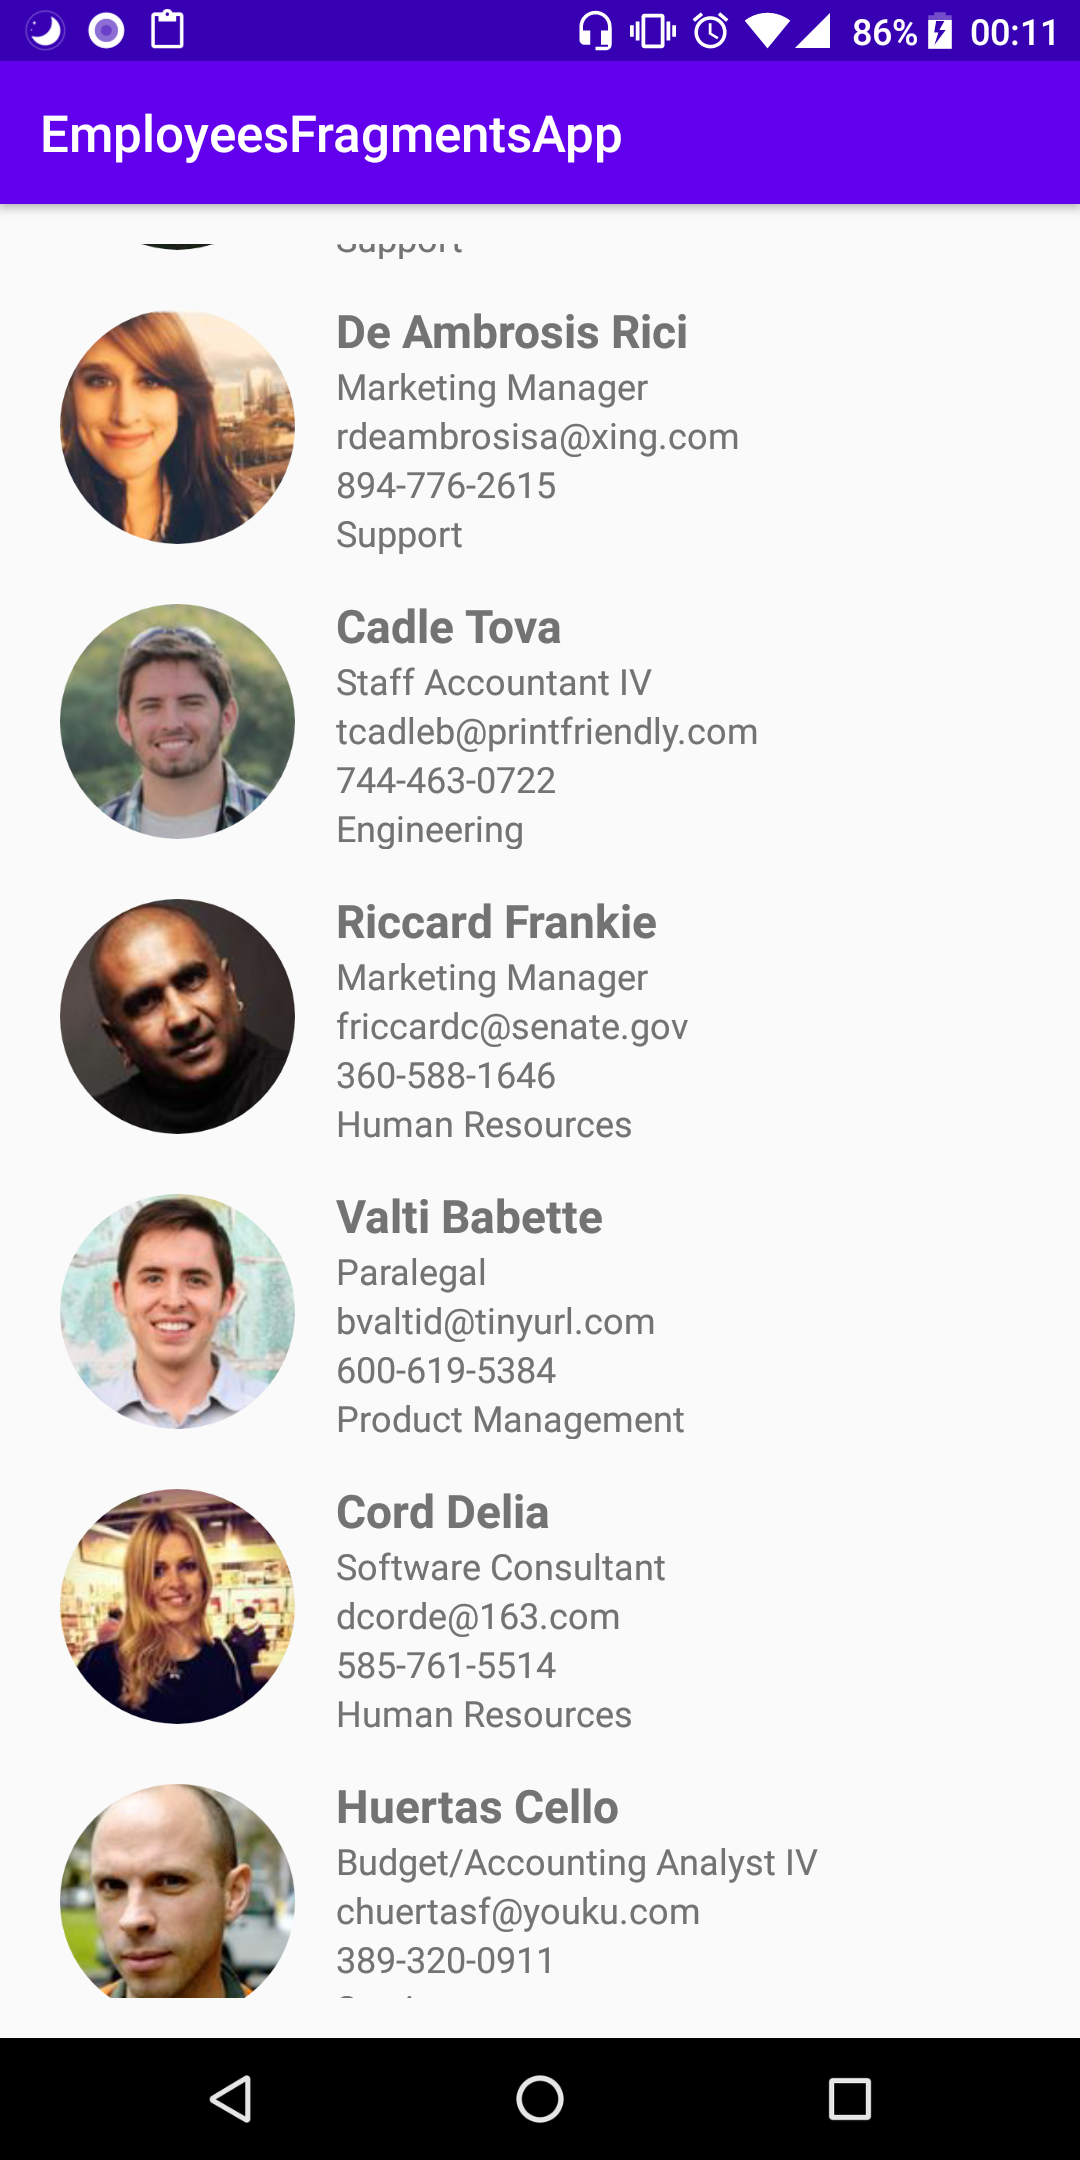 86% 00:11
EmployeesFragmentsApp
Support
De Ambrosis Rici
Marketing Manager
rdeambrosisa@xing.com
894-776-2615
Support
Cadle Tova
Staff Accountant IV
tcadleb@printfriendly.com
744-463-0722
Engineering
Riccard Frankie
Marketing Manager
friccardc@senate.gov
360-588-1646
Human Resources
Valti Babette
Paralegal
bvaltid@tinyurl.com
600-619-5384
Product Management
Cord Delia
Software Consultant
dcorde@163.com
585-761-5514
Human Resources
Huertas Cello
Budget/Accounting Analyst IV
chuertasf@youku.com
389-320-0911